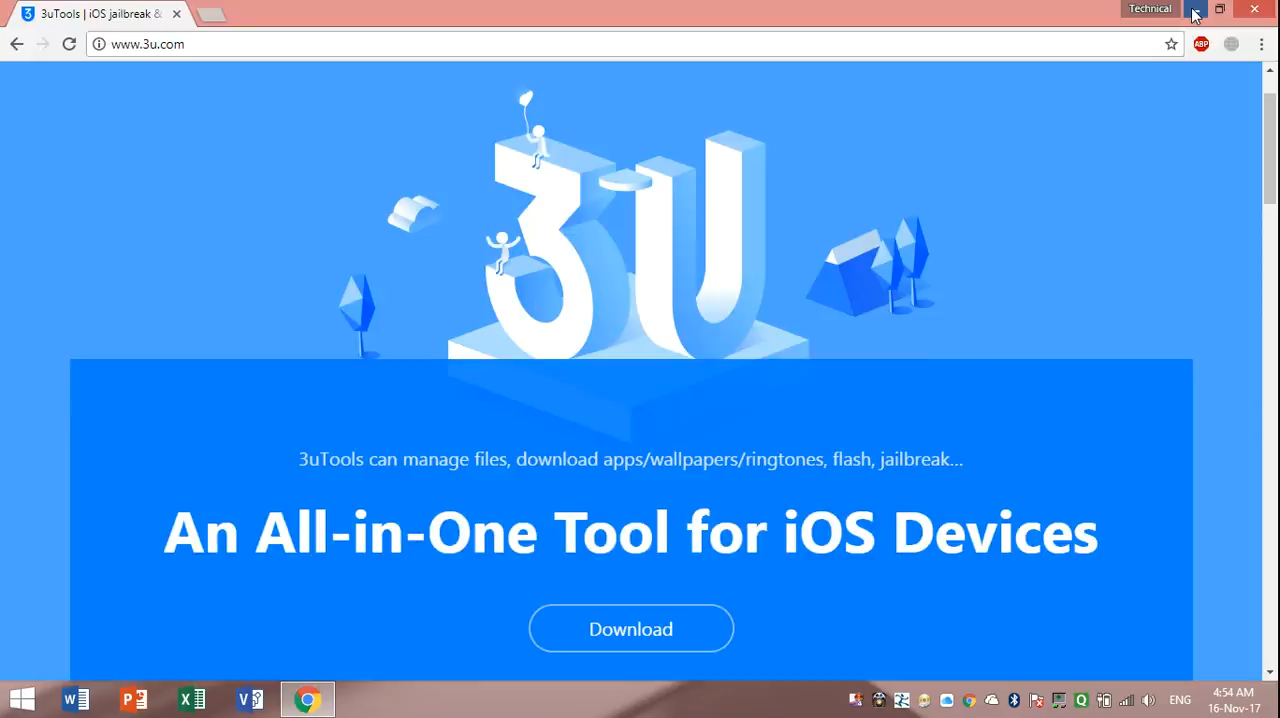 3uTools | iOS jailbreak &
Technical
www.3u.com
ABP
3U
3uTools can manage files, download apps/wallpapers/ringtones, flash, jailbreak...
An All-in-One Tool for iOS Devices
Download
ENG
4:54 AM
16-Nov-17